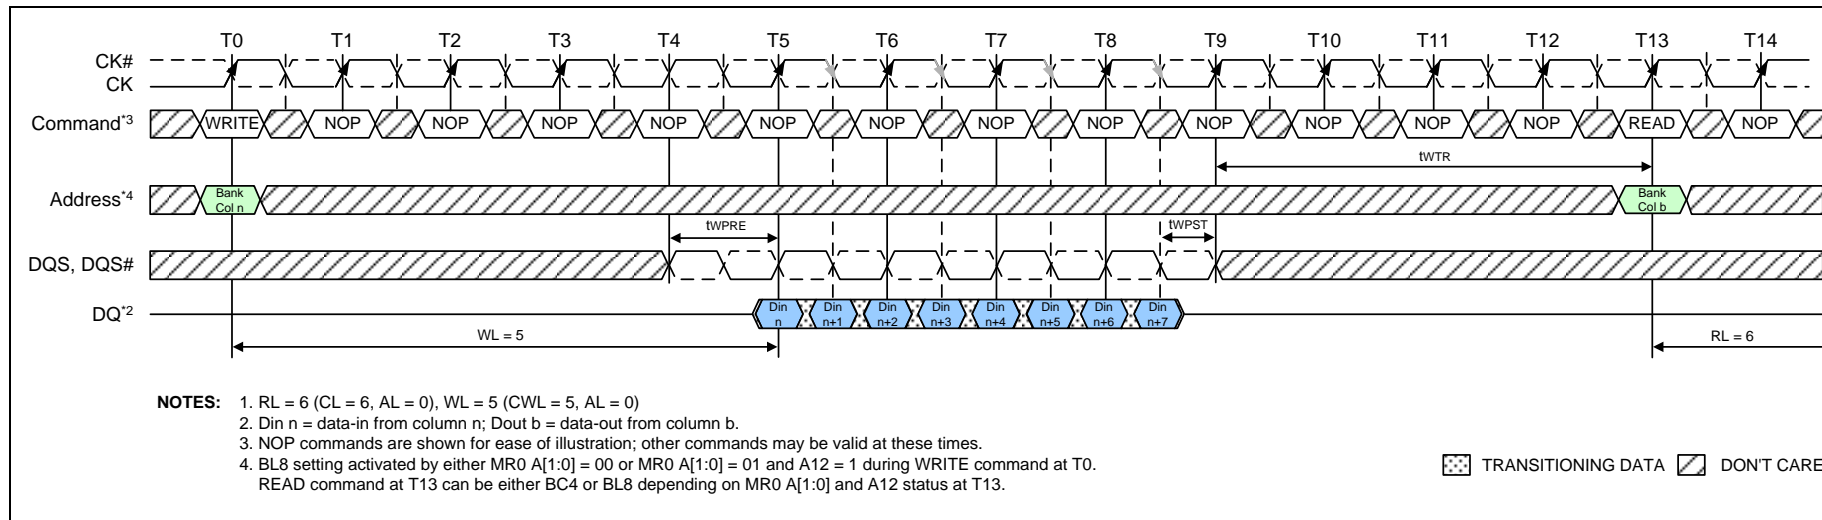 T0 T1 T2 T3 T4 T5 T6 T7 T8 T9 T10 T11 T12 T13 T14
CK#
CK
Command*3 WRITE NOP NOP NOP NOP NOP NOP NOP NOP NOP NOP NOP NOP READ NOP
tWTR
Address*4
Bank
Col n
Bank
Col b
tWPRE tWPST
DQS, DQS#
DQ*2
Din
n
Din
n+1
Din
n+2
Din
n+3
Din
n+4
Din
n+5
Din
n+6
Din
n+7
WL = 5 RL = 6
NOTES: 1. RL = 6 (CL = 6, AL = 0), WL = 5 (CWL = 5, AL = 0)
2. Din n = data-in from column n; Dout b = data-out from column b.
3. NOP commands are shown for ease of illustration; other commands may be valid at these times.
4. BL8 setting activated by either MR0 A[1:0] = 00 or MR0 A[1:0] = 01 and A12 = 1 during WRITE command at T0.
READ command at T13 can be either BC4 or BL8 depending on MR0 A[1:0] and A12 status at T13.
TRANSITIONING DATA DON'T CARE